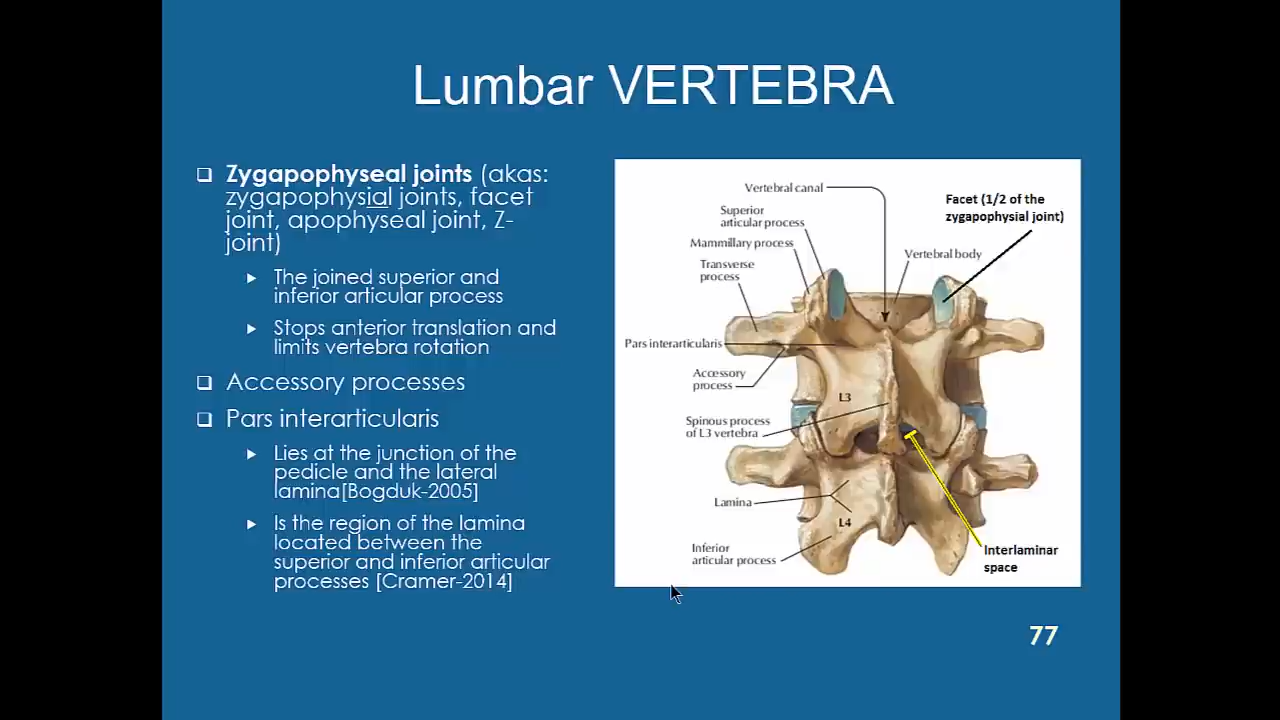 Lumbar VERTEBRA
❑ Zygapophyseal joints (akas:
zygapophysial joints, facet
joint, apophyseal joint, Z-
joint)
▸ The joined superior and
inferior articular process
▸ Stops anterior translation and
limits vertebra rotation
❑ Accessory processes
❑ Pars interarticularis
▸ Lies at the junction of the
pedicle and the lateral
lamina[Bogduk-2005]
▸ Is the region of the lamina
located between the
superior and inferior articular
processes [Cramer-2014]
Vertebral canal
Superior
articular process
Mammillary process
Transverse
process
Pars interarticularis
Accessory
process
Spinous process
of L3 vertebra
Lamina
Inferior
articular process
Facet (1/2 of the
zygapophysial joint)
Vertebral body
L3
L4
Interlaminar
space
77